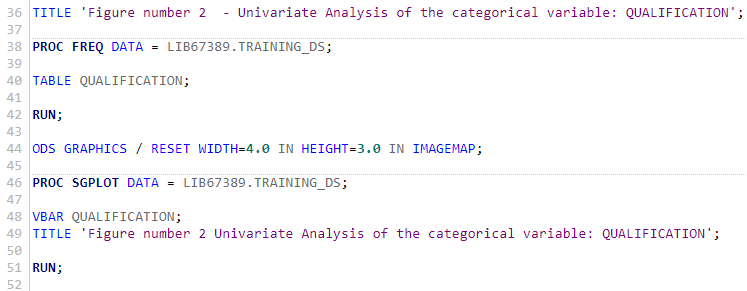 36 TITLE 'Figure number 2  - Univariate Analysis of the categorical variable: QUALIFICATION';
37
38 PROC FREQ DATA = LIB67389.TRAINING_DS;
39
40 TABLE QUALIFICATION;
41
42 RUN;
43
44 ODS GRAPHICS / RESET WIDTH=4.0 IN HEIGHT=3.0 IN IMAGEMAP;
45
46 PROC SGPLOT DATA = LIB67389.TRAINING_DS;
47
48 VBAR QUALIFICATION;
49 TITLE 'Figure number 2 Univariate Analysis of the categorical variable: QUALIFICATION';
50
51 RUN;
52